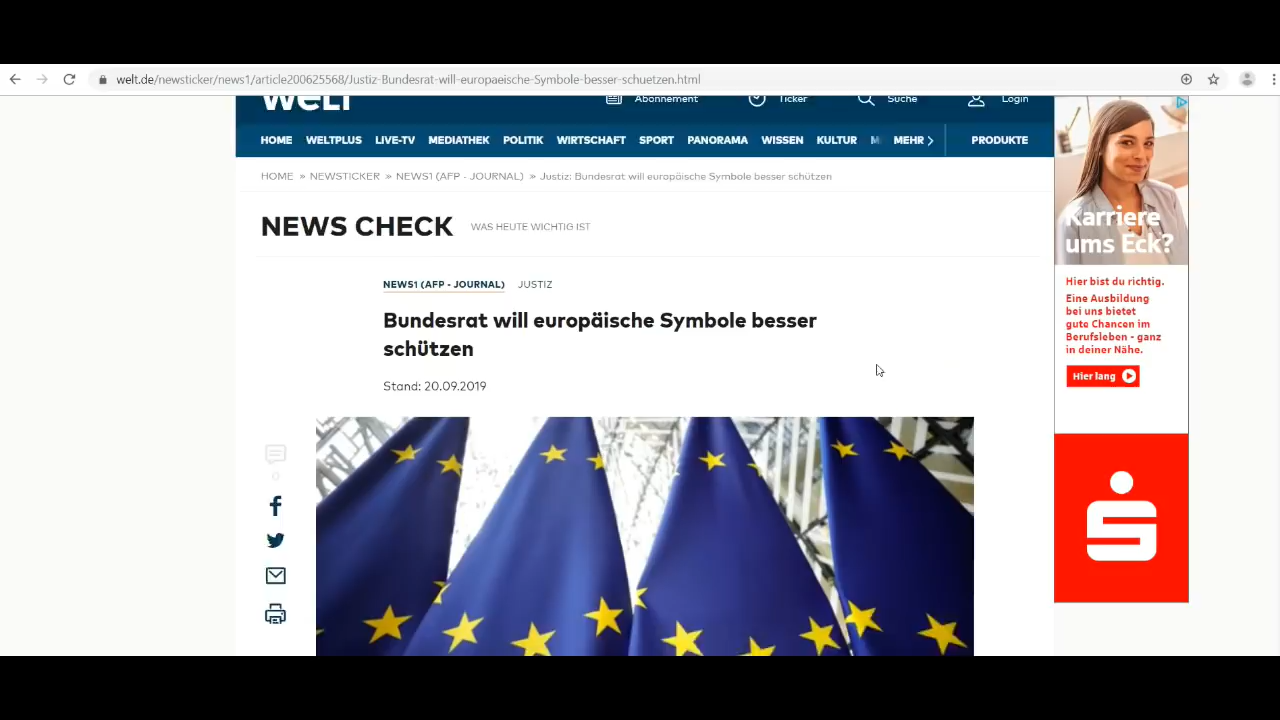 welt.de/newsticker/news1/article200625568/Justiz-Bundesrat-will-europaeische-Symbole-besser-schuetzen.html
welt Abonnement Ticker Suche Login
HOME WELTPLUS LIVE-TV MEDIATHEK POLITIK WIRTSCHAFT SPORT PANORAMA WISSEN KULTUR M MEHR PRODUKTE
HOME » NEWSTICKER » NEWS1 (AFP - JOURNAL) » Justiz: Bundesrat will europäische Symbole besser schützen
NEWS CHECK WAS HEUTE WICHTIG IST
NEWS1 (AFP - JOURNAL) JUSTIZ
Bundesrat will europäische Symbole besser
schützen
Stand: 20.09.2019
0
Karriere
ums Eck?
Hier bist du richtig.
Eine Ausbildung
bei uns bietet
gute Chancen im
Berufsleben - ganz
in deiner Nähe.
Hier lang